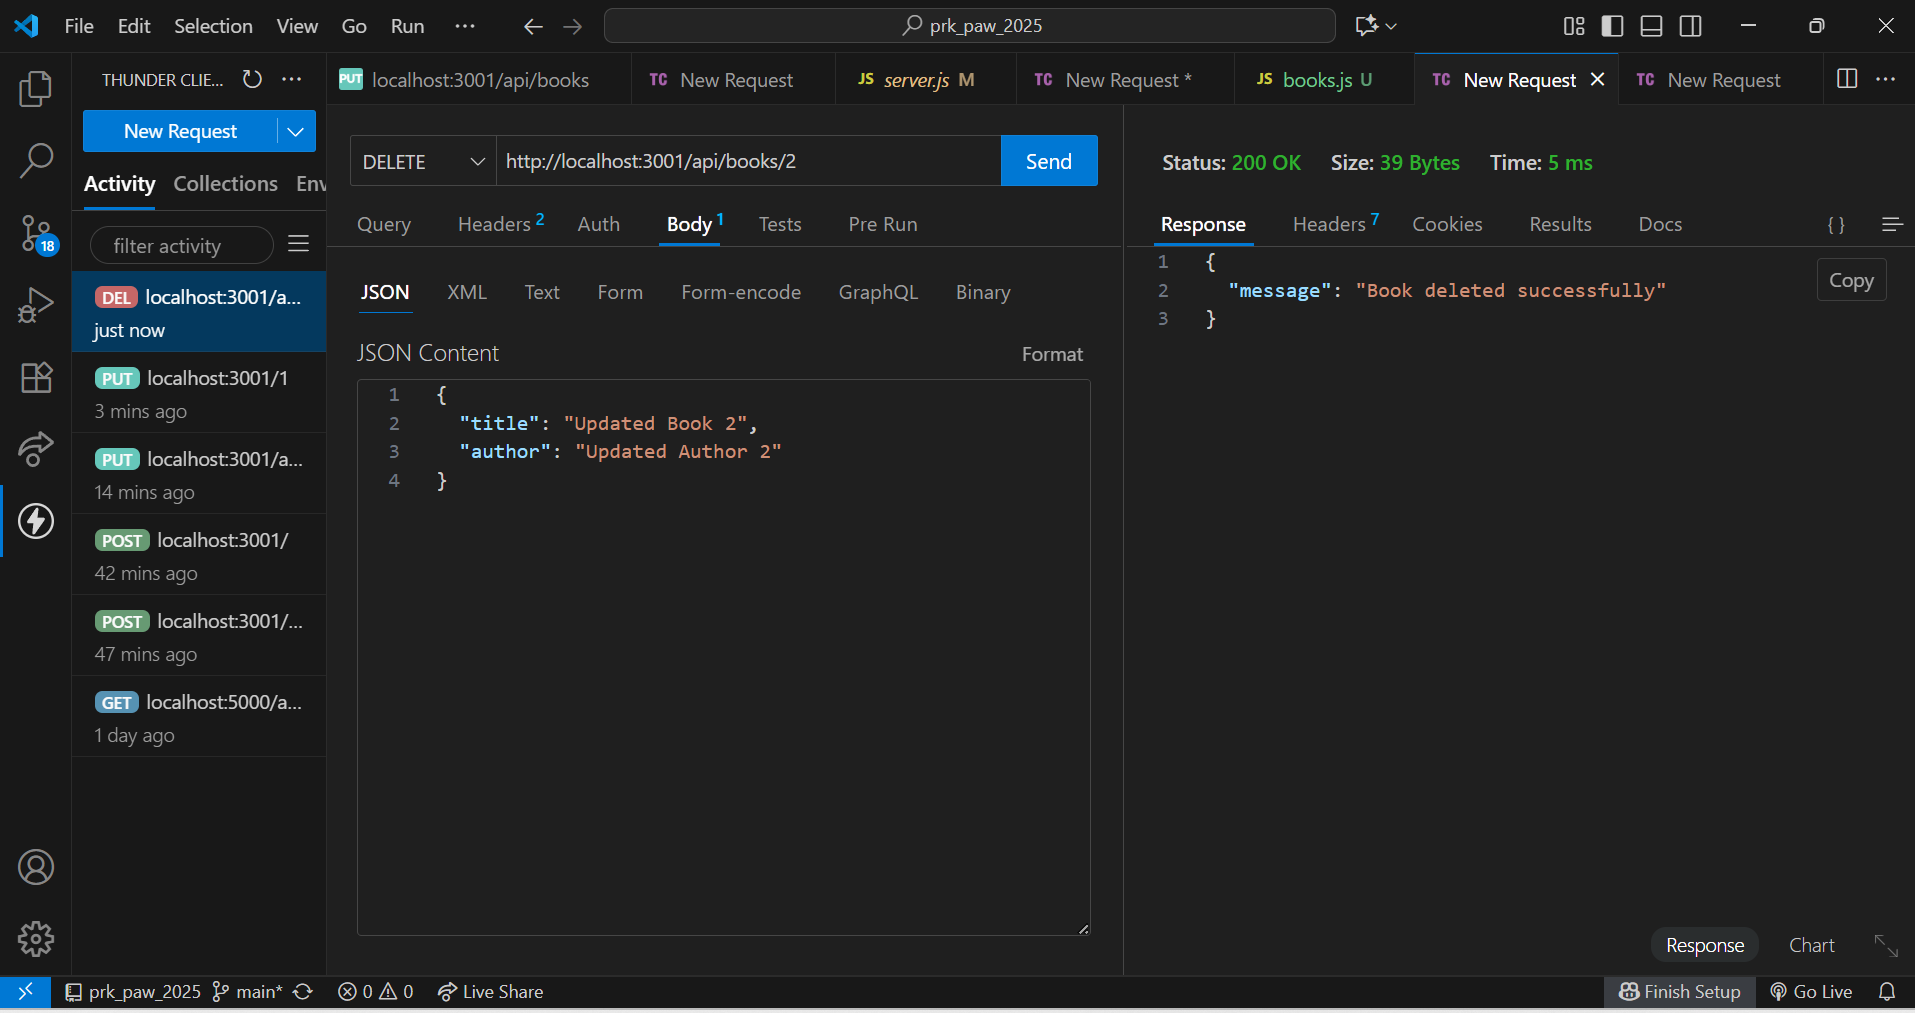 File Edit Selection View Go Run ··· prk_paw_2025
THUNDER CLIE... ···
New Request
Activity Collections Env
filter activity
DEL localhost:3001/a...
just now
PUT localhost:3001/1
3 mins ago
PUT localhost:3001/a...
14 mins ago
POST localhost:3001/
42 mins ago
POST localhost:3001/...
47 mins ago
GET localhost:5000/a...
1 day ago
18
PUT localhost:3001/api/books TC New Request JS server.js M TC New Request * JS books.js U TC New Request TC New Request ···
DELETE http://localhost:3001/api/books/2 Send
Query Headers 2 Auth Body 1 Tests Pre Run
JSON XML Text Form Form-encode GraphQL Binary
JSON Content Format
1 {
2 "title": "Updated Book 2",
3 "author": "Updated Author 2"
4 }
Status: 200 OK Size: 39 Bytes Time: 5 ms
Response Headers 7 Cookies Results Docs { }
1 {
2 "message": "Book deleted successfully"
3 }
Copy
Response Chart
prk_paw_2025 main* 0 0 Live Share Finish Setup Go Live